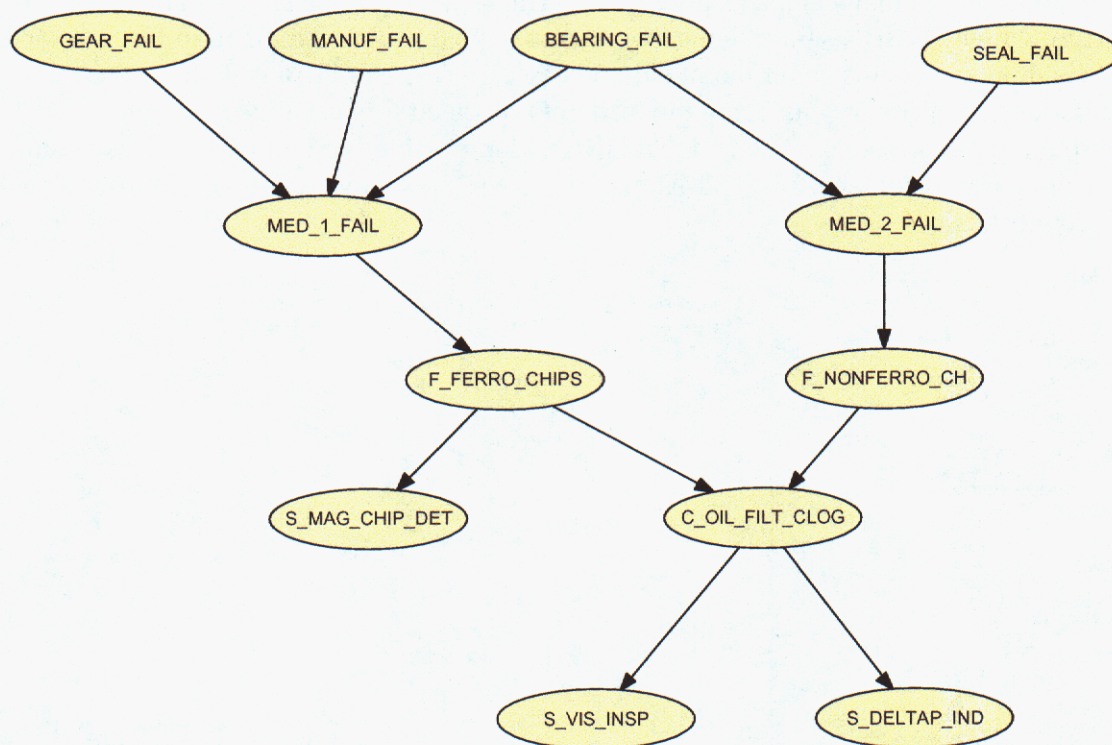 GEAR_FAIL
MANUF_FAIL
BEARING_FAIL
SEAL_FAIL
MED_1_FAIL
MED_2_FAIL
F_FERRO_CHIPS
F_NONFERRO_CH
S_MAG_CHIP_DET
C_OIL_FILT_CLOG
S_VIS_INSP
S_DELTAP_IND